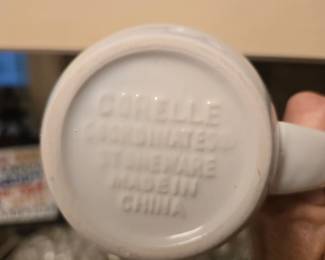 CORELLE
COORDINATES®
STONEWARE
MADE IN
CHINA